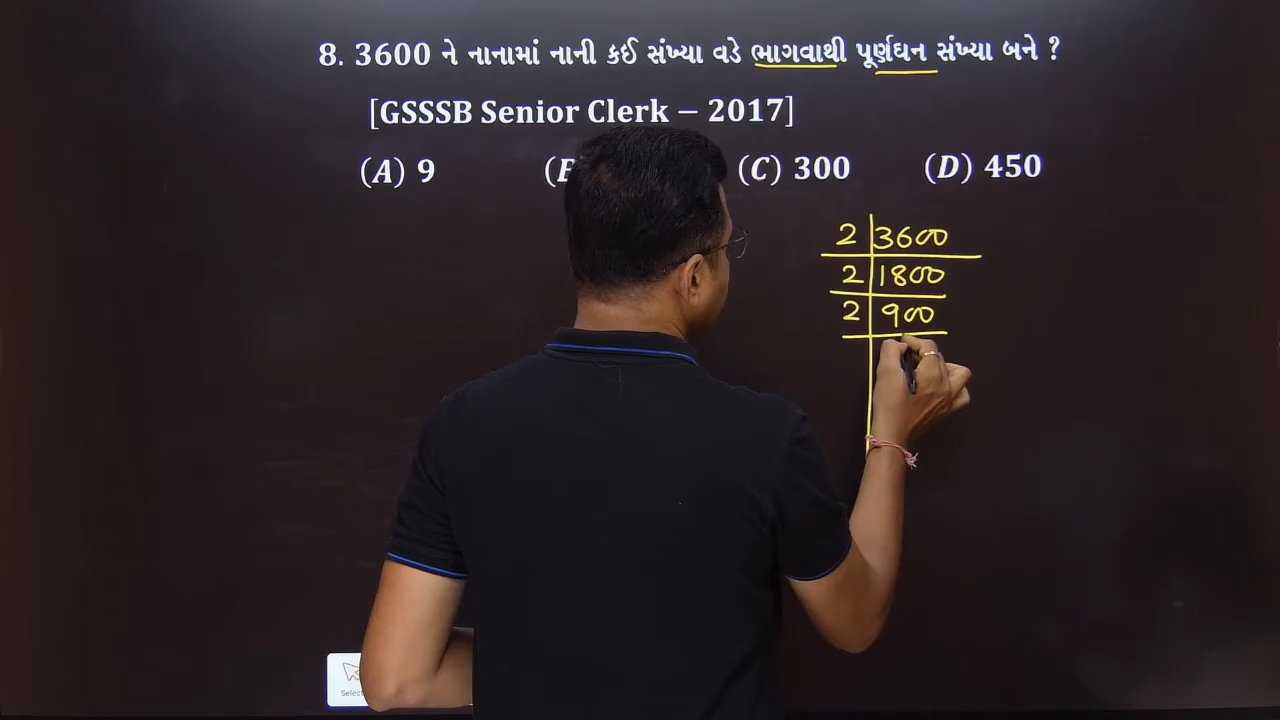 8. 3600 ને નાનામાં નાની કઈ સંખ્યા વડે ભાગવાથી પૂર્ણઘન સંખ્યા બને ?
[GSSSB Senior Clerk – 2017]
(A) 9 (C) 300 (D) 450
2 3600
2 1800
2 900
Select